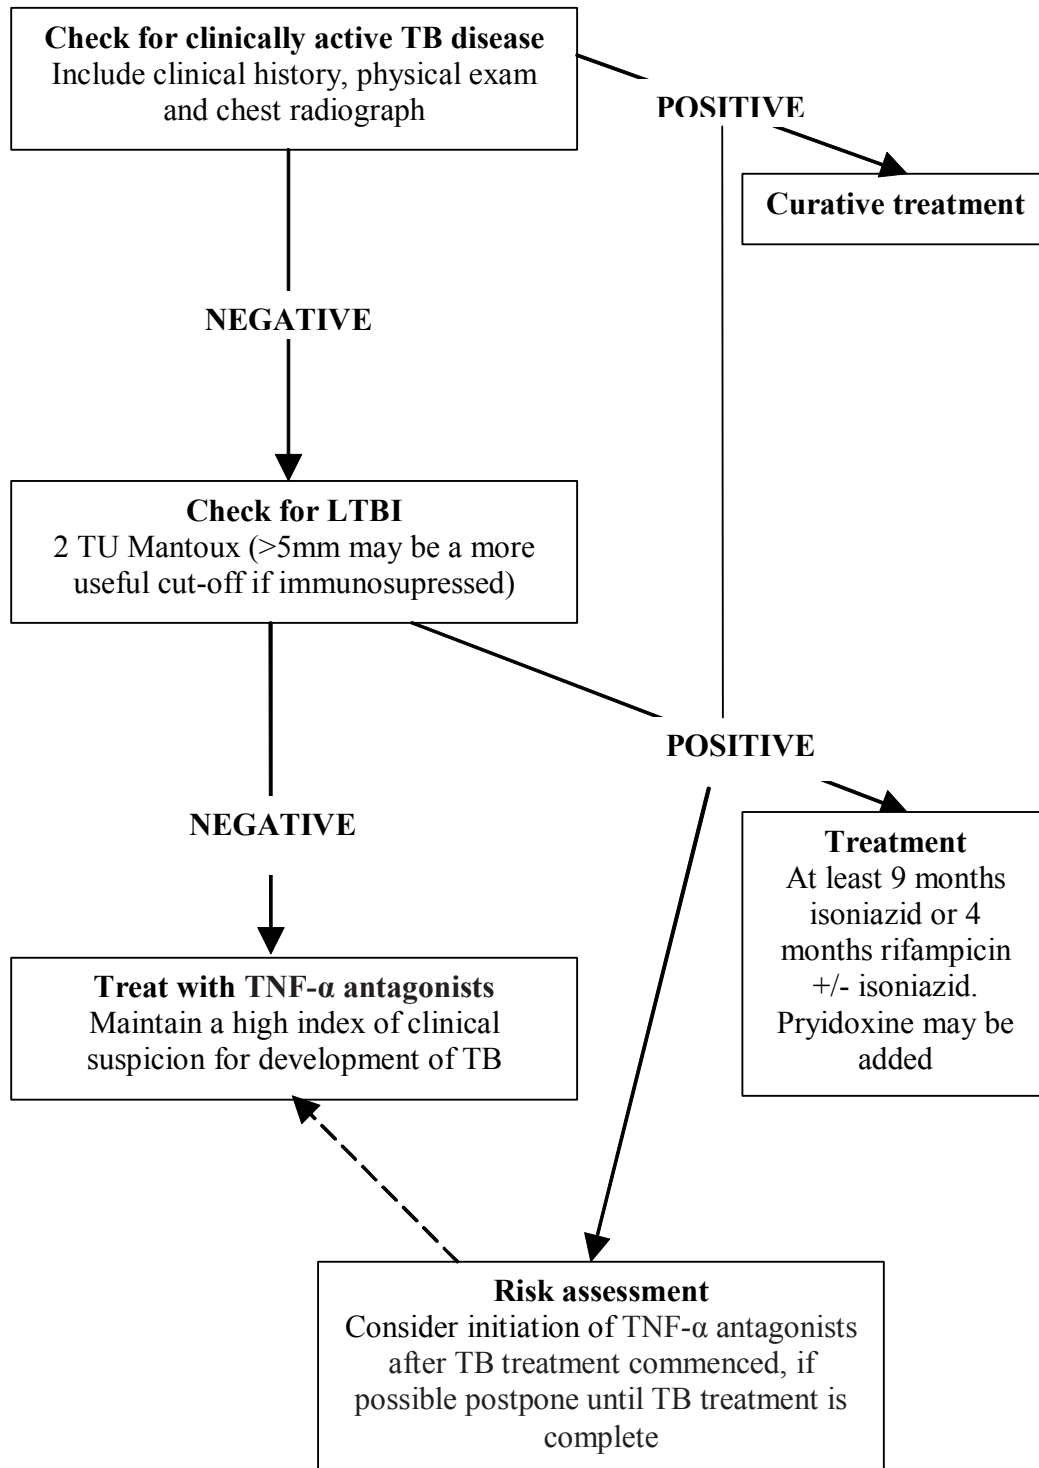 Check for clinically active TB disease
Include clinical history, physical exam
and chest radiograph
POSITIVE
Curative treatment
NEGATIVE
Check for LTBI
2 TU Mantoux (>5mm may be a more
useful cut-off if immunosupressed)
POSITIVE
NEGATIVE
Treatment
At least 9 months
isoniazid or 4
months rifampicin
+/- isoniazid.
Pryidoxine may be
added
Treat with TNF-α antagonists
Maintain a high index of clinical
suspicion for development of TB
Risk assessment
Consider initiation of TNF-α antagonists
after TB treatment commenced, if
possible postpone until TB treatment is
complete